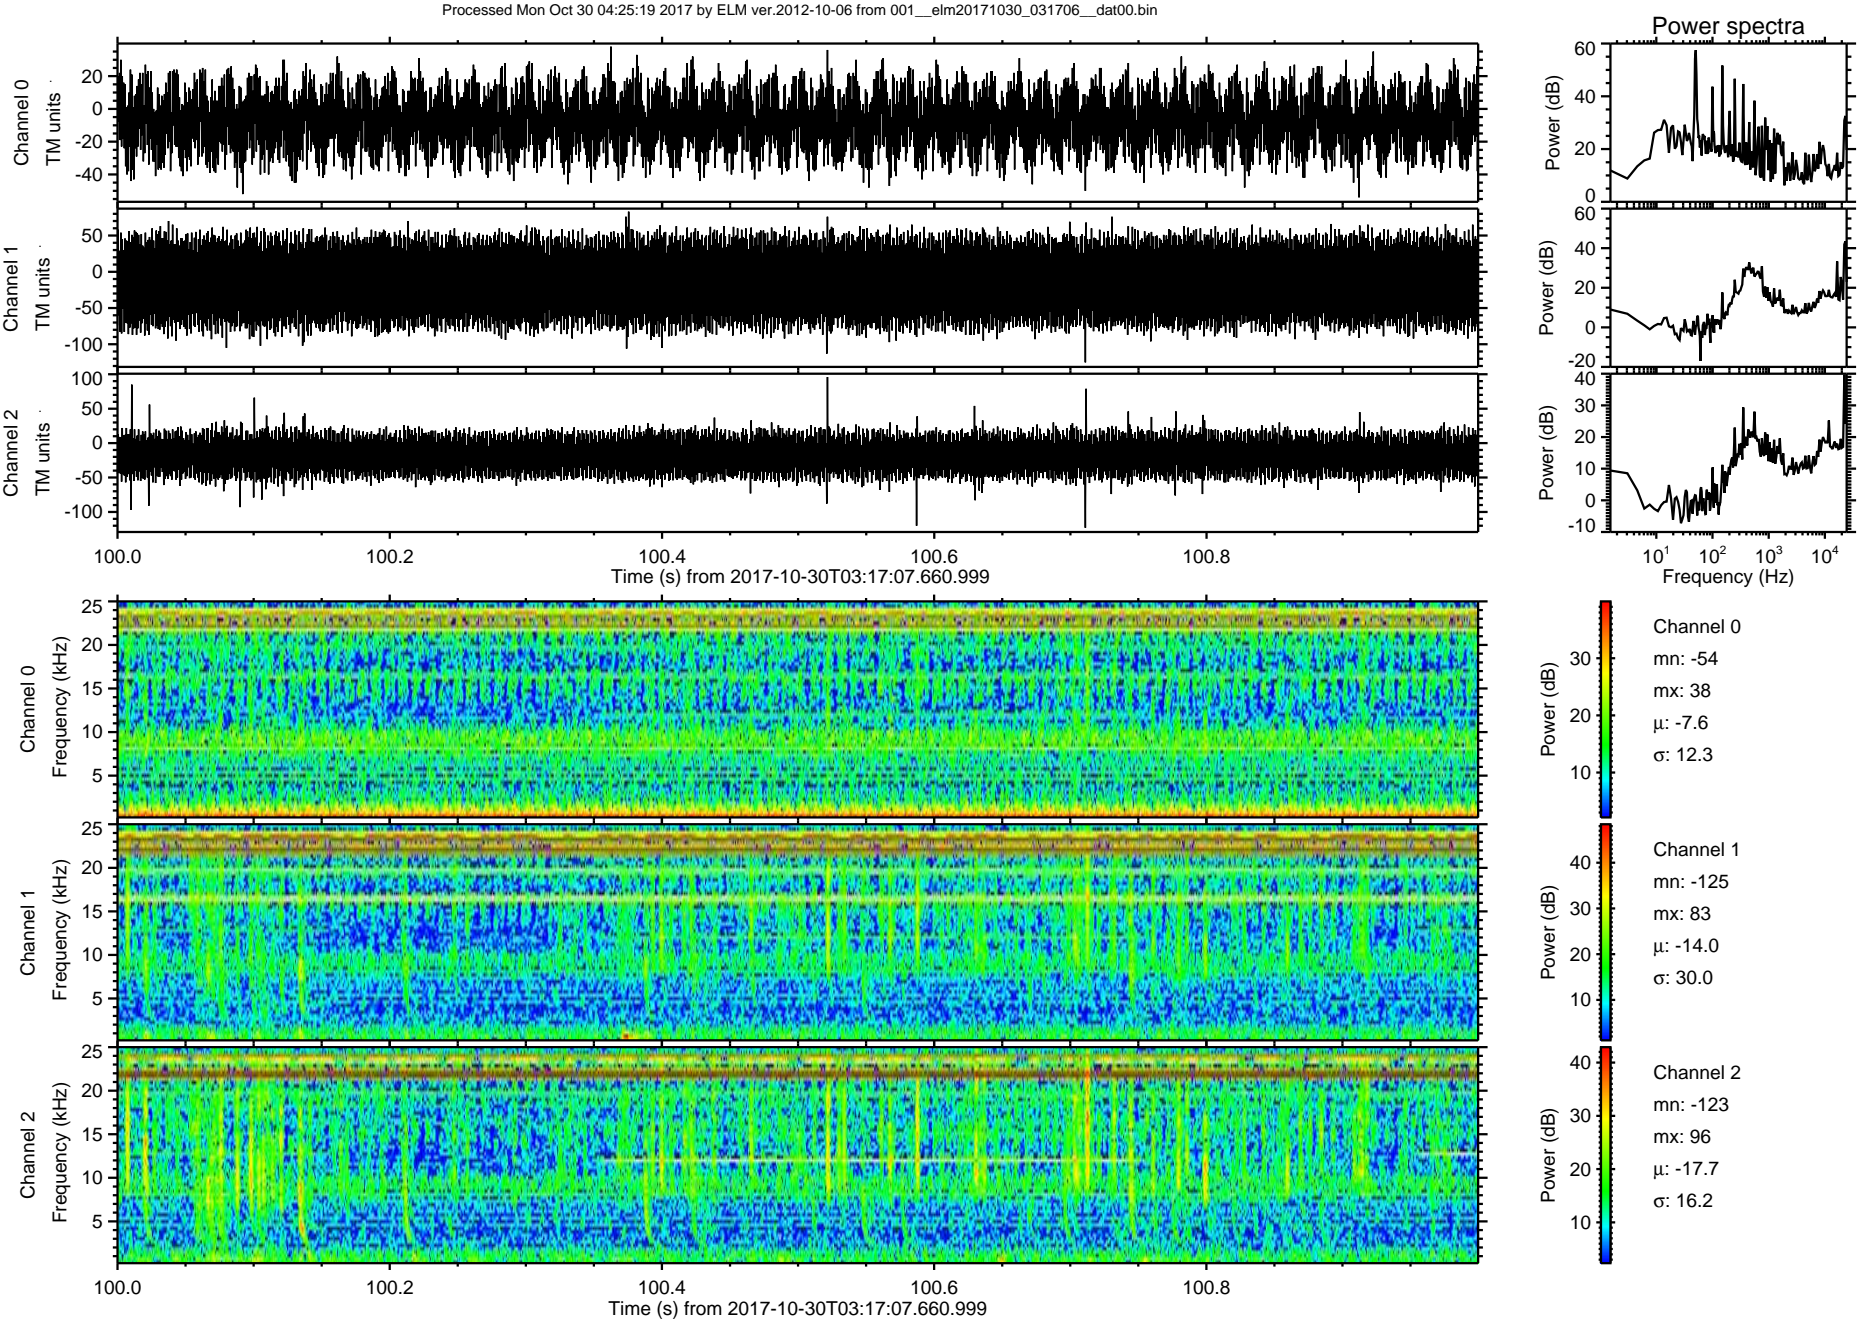 Processed Mon Oct 30 04:25:19 2017 by ELM ver.2012-10-06 from 001__elm20171030_031706__dat00.bin
Power spectra
Channel 0
TM units
20
0
-20
-40
Power (dB)
60
40
20
0
Channel 1
TM units
50
0
-50
-100
Power (dB)
60
40
20
0
-20
Channel 2
TM units
100
50
0
-50
-100
Power (dB)
40
30
20
10
0
-10
100.0 100.2 100.4 100.6 100.8
Time (s) from 2017-10-30T03:17:07.660.999
10^1 10^2 10^3 10^4
Frequency (Hz)
Channel 0
Frequency (kHz)
25
20
15
10
5
Power (dB)
30
20
10
Channel 0
mn: -54
mx: 38
µ: -7.6
σ: 12.3
Channel 1
Frequency (kHz)
25
20
15
10
5
Power (dB)
40
30
20
10
Channel 1
mn: -125
mx: 83
µ: -14.0
σ: 30.0
Channel 2
Frequency (kHz)
25
20
15
10
5
Power (dB)
40
30
20
10
Channel 2
mn: -123
mx: 96
µ: -17.7
σ: 16.2
100.0 100.2 100.4 100.6 100.8
Time (s) from 2017-10-30T03:17:07.660.999